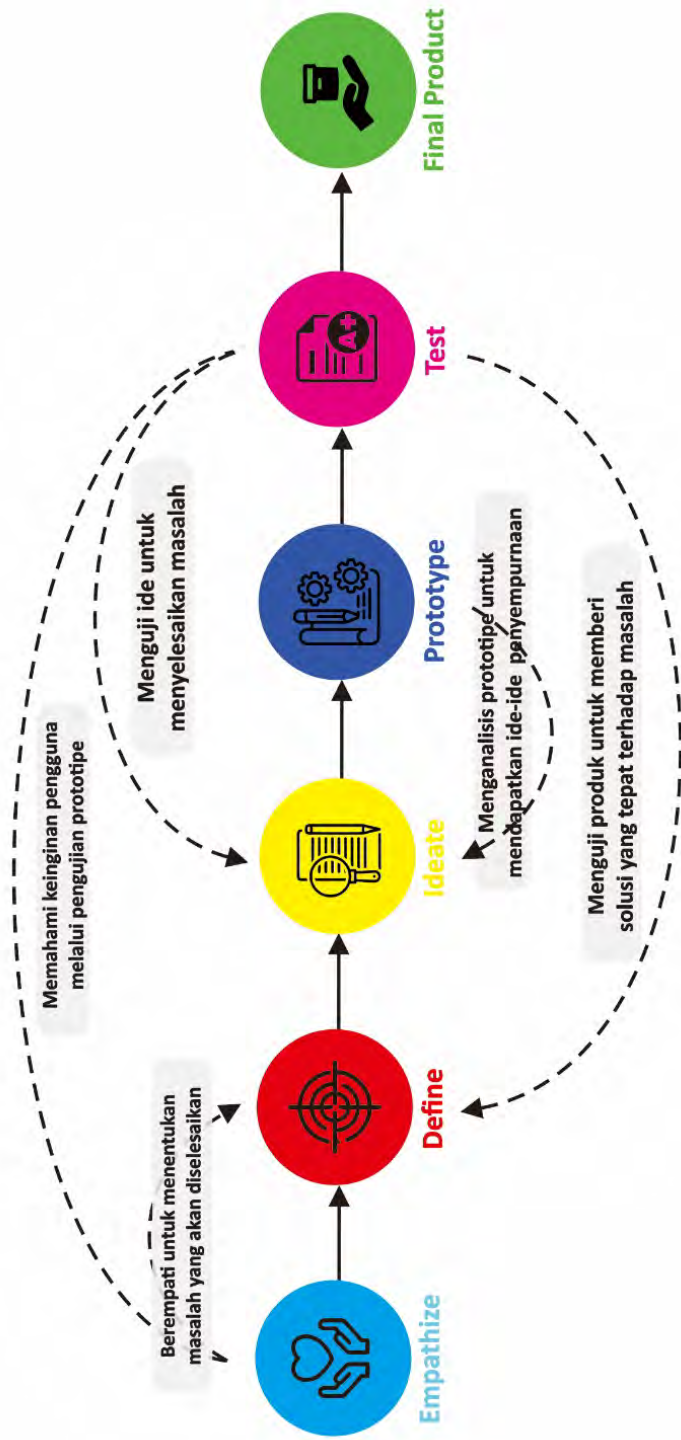 Memahami keinginan pengguna
melalui pengujian prototipe
Berempati untuk menentukan
masalah yang akan diselesaikan
Menguji ide untuk
menyelesaikan masalah
A+
Empathize
Define
Ideate
Prototype
Test
Final Product
Menganalisis prototipe untuk
mendapatkan ide-ide penyempurnaan
Menguji produk untuk memberi
solusi yang tepat terhadap masalah